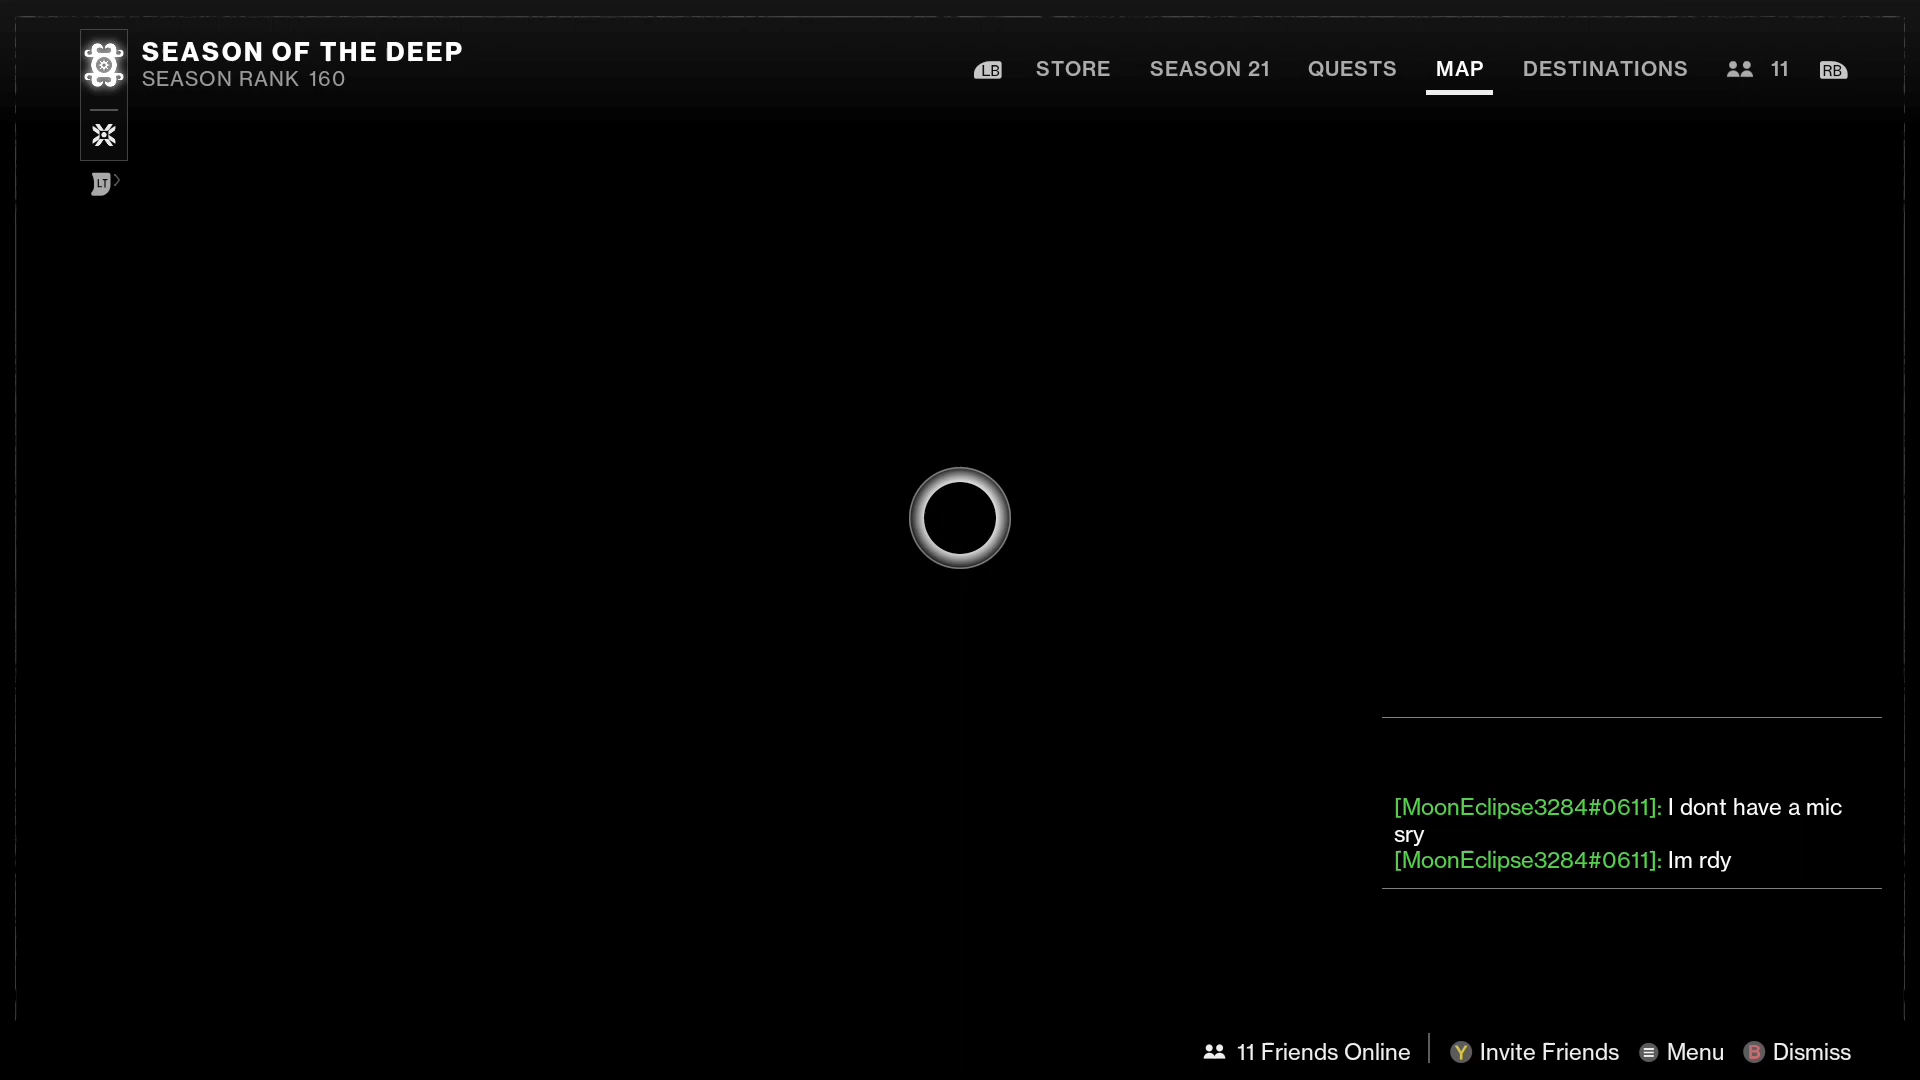 SEASON OF THE DEEP
SEASON RANK 160
LB STORE SEASON 21 QUESTS MAP DESTINATIONS 11 RB
LT
[MoonEclipse3284#0611]: I dont have a mic
sry
[MoonEclipse3284#0611]: Im rdy
11 Friends Online Y Invite Friends Menu B Dismiss